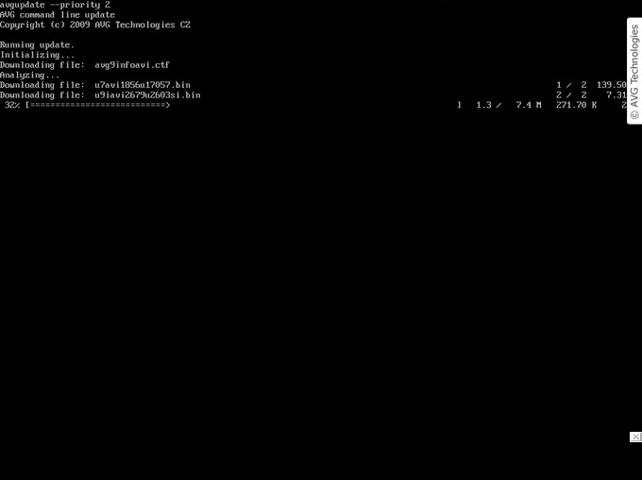 avgupdate --priority 2
AVG command line update
Copyright (c) 2009 AVG Technologies CZ
Running update.
Initializing...
Downloading file:  avg9infoavi.ctf
Analyzing...
Downloading file:  u7avi1856u17057.bin 1 / 2 139.50
Downloading file:  u9iavi2679u2603si.bin 2 / 2 7.31
32% [===========================> ] 1.3 / 7.4 M 271.70 K 2
© AVG Technologies